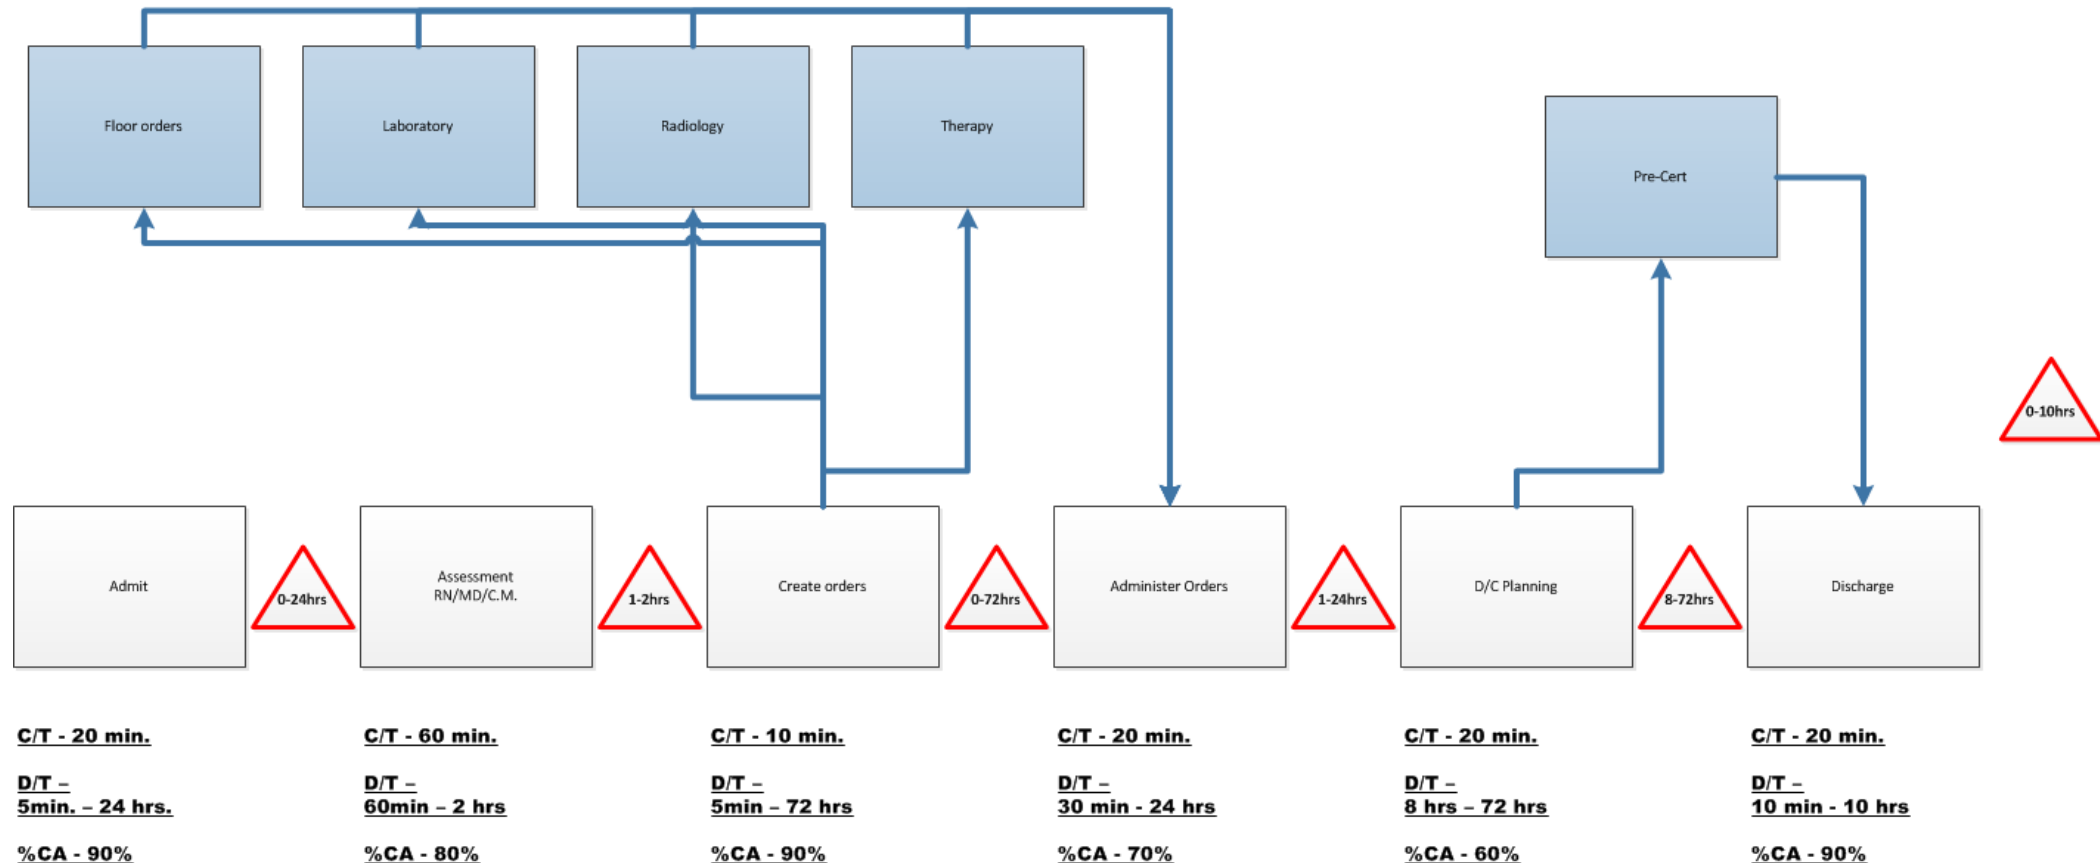 Floor orders
Laboratory
Radiology
Therapy
Pre-Cert
0-10hrs
Admit
0-24hrs
Assessment
RN/MD/C.M.
1-2hrs
Create orders
0-72hrs
Administer Orders
1-24hrs
D/C Planning
8-72hrs
Discharge
C/T - 20 min.
D/T –
5min. – 24 hrs.
%CA - 90%
C/T - 60 min.
D/T –
60min – 2 hrs
%CA - 80%
C/T - 10 min.
D/T –
5min – 72 hrs
%CA - 90%
C/T - 20 min.
D/T –
30 min - 24 hrs
%CA - 70%
C/T - 20 min.
D/T –
8 hrs – 72 hrs
%CA - 60%
C/T - 20 min.
D/T –
10 min - 10 hrs
%CA - 90%